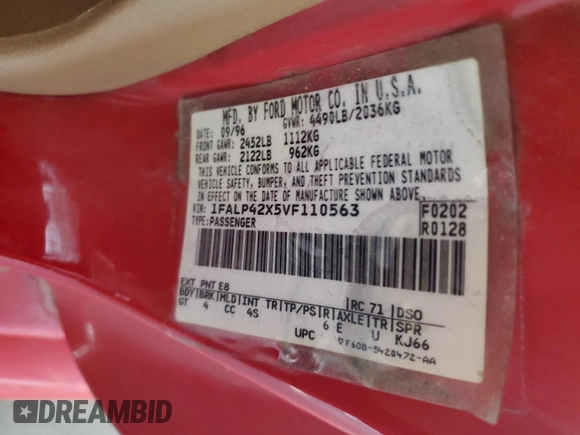 MFD. BY FORD MOTOR CO. IN U.S.A.
DATE: 09/96 GVWR: 4490LB/2036KG
FRONT GAWR: 2452LB 1112KG
REAR GAWR: 2122LB 962KG
THIS VEHICLE CONFORMS TO ALL APPLICABLE FEDERAL MOTOR
VEHICLE SAFETY, BUMPER, AND THEFT PREVENTION STANDARDS
IN EFFECT ON THE DATE OF MANUFACTURE SHOWN ABOVE.
VIN: 1FALP42X5VF110563 F0202
TYPE: PASSENGER R0128
EXT PNT E8 RC 71 DSO
BDY BRK MLD INT TR TP/PS R AXLE TR SPR
GT 4 CC 4S 6 E U KJ66
UPC F60B-5420472-AA
DREAMBID